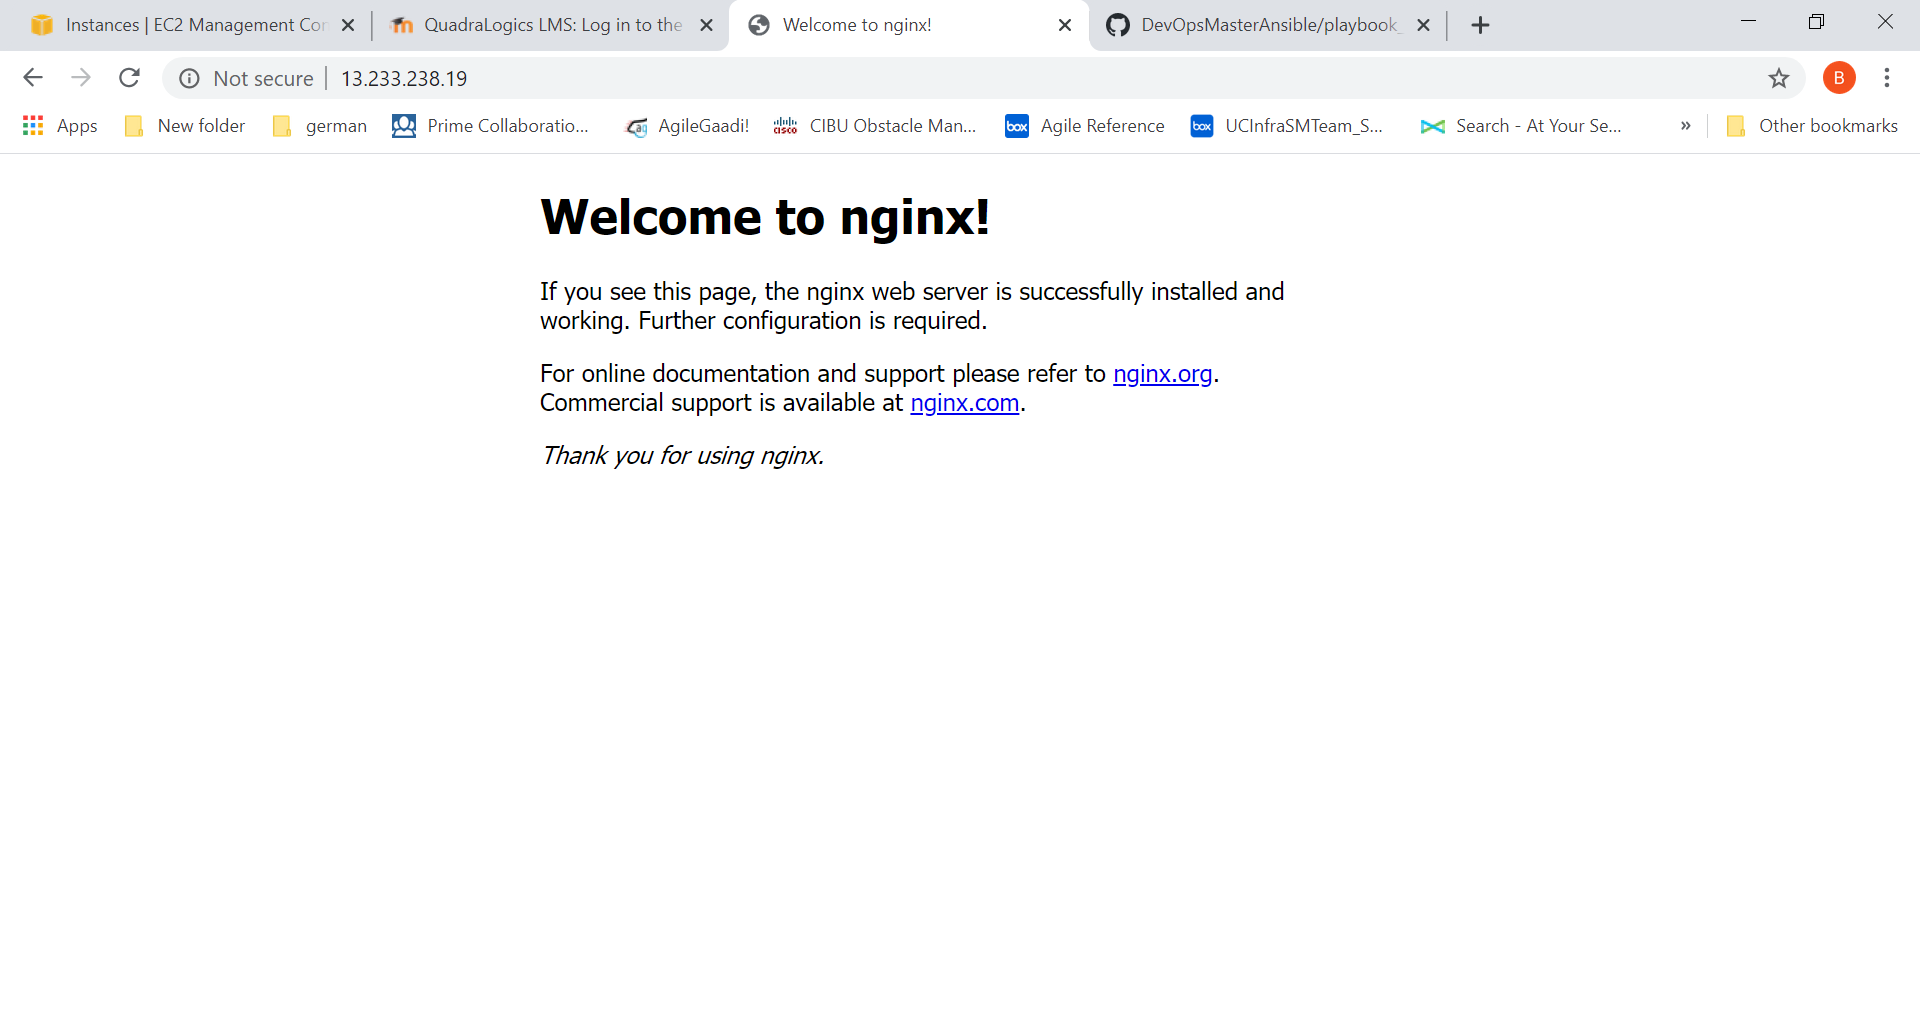 Instances | EC2 Management Con
QuadraLogics LMS: Log in to the
Welcome to nginx!
DevOpsMasterAnsible/playbook_
Not secure | 13.233.238.19
B
Apps
New folder
german
Prime Collaboratio...
AgileGaadi!
CISCO
CIBU Obstacle Man...
box
Agile Reference
box
UCInfraSMTeam_S...
Search - At Your Se...
»
Other bookmarks
Welcome to nginx!
If you see this page, the nginx web server is successfully installed and
working. Further configuration is required.
For online documentation and support please refer to nginx.org.
Commercial support is available at nginx.com.
Thank you for using nginx.